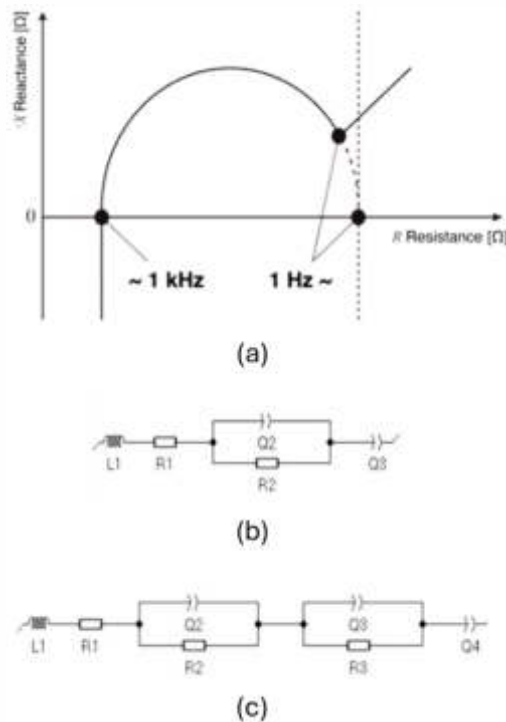 X Reactance [Ω]
0
R Resistance [Ω]
~ 1 kHz
1 Hz ~
(a)
L1 R1 Q2 R2 Q3
(b)
L1 R1 Q2 R2 Q3 R3 Q4
(c)